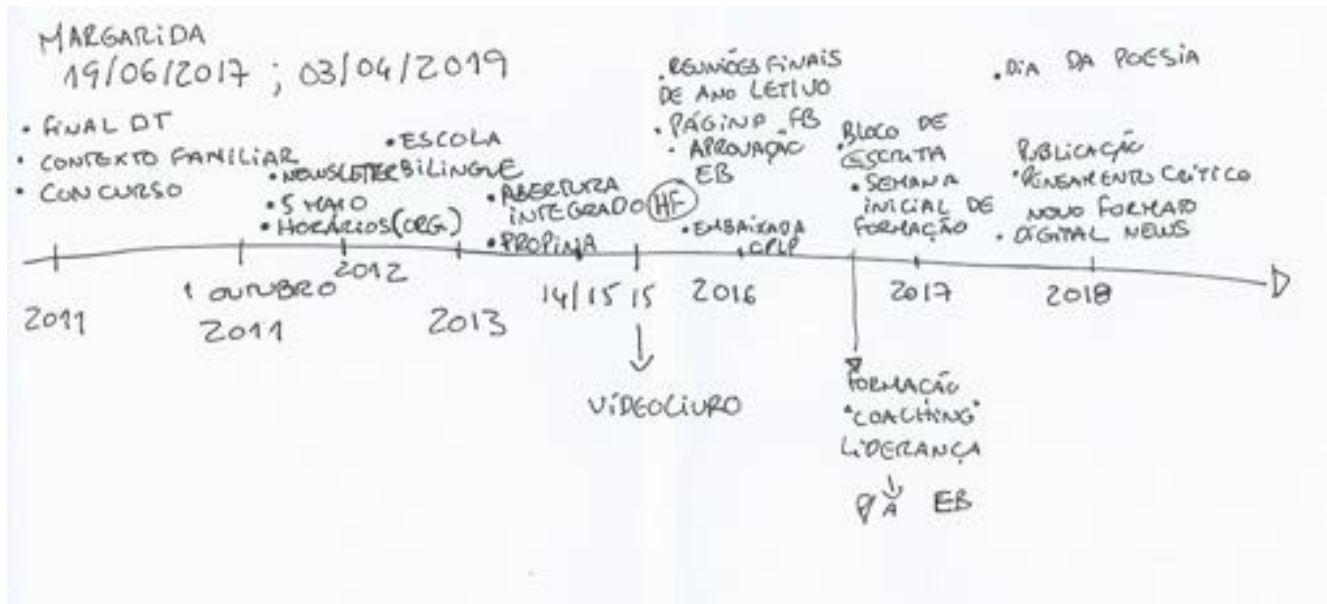 MARGARIDA
19/06/2017 ; 03/04/2019
• FINAL DT
• CONTEXTO FAMILIAR
• CONCURSO
• NEWSLETTER
• 5 MAIO
• HORÁRIOS (ORG.)
• ESCOLA
BILINGUE
• ABERTURA
INTEGRADO
• PROPINA
HF
• REUNIÕES FINAIS
DE ANO LETIVO
• PÁGINA FB
• APROVAÇÃO
EB
• EMBAIXADA
• CPLP
• BLOCO DE
ESCRITA
• SEMANA
INICIAL DE
FORMAÇÃO
• DIA DA POESIA
PUBLICAÇÃO
• PENSAMENTO CRÍTICO
NOVO FORMATO
• DIGITAL NEWS
2011
1 OUTUBRO
2011
2012
2013
14/15
15
2016
2017
2018
VIDEOLIVRO
FORMAÇÃO
"COACHING"
LIDERANÇA
EB